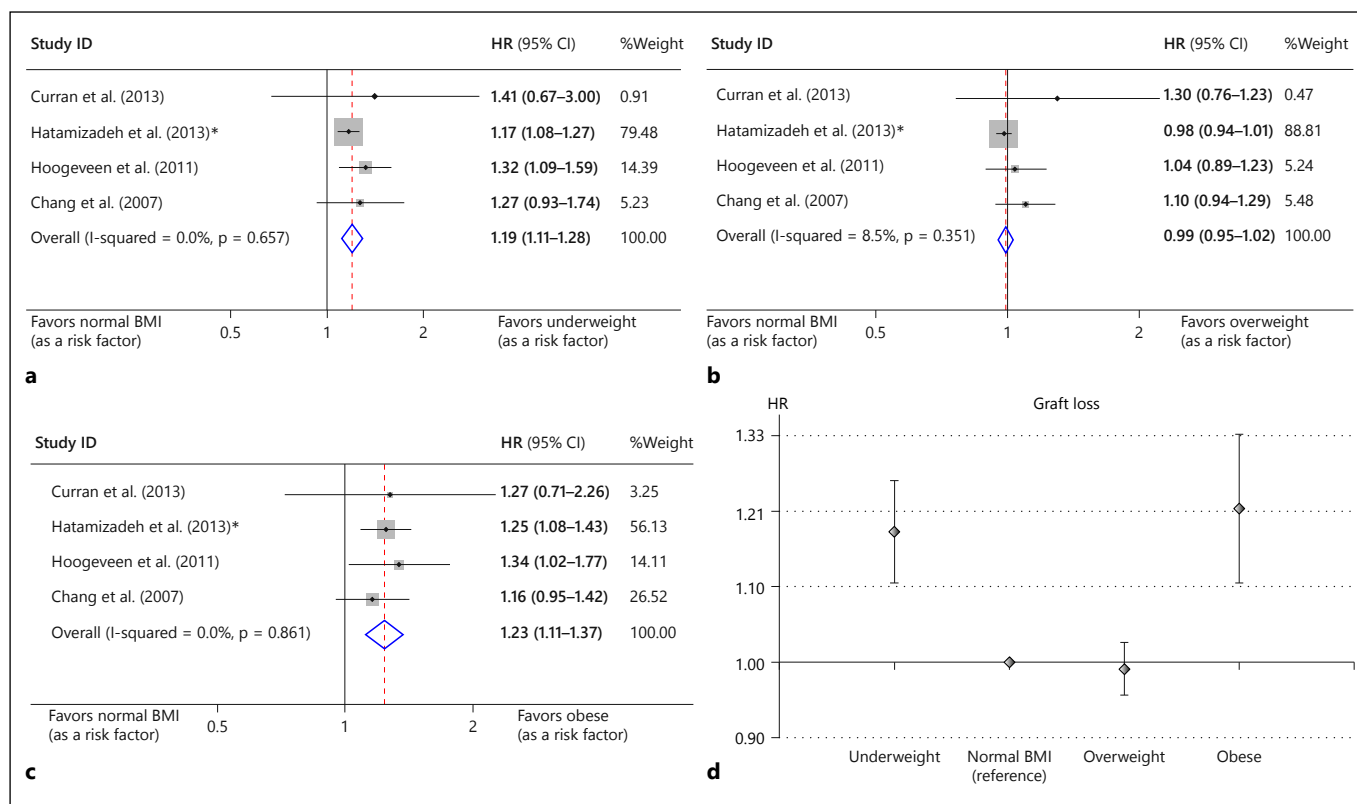 Study ID HR (95% CI) %Weight
Curran et al. (2013) 1.41 (0.67–3.00) 0.91
Hatamizadeh et al. (2013)* 1.17 (1.08–1.27) 79.48
Hoogeveen et al. (2011) 1.32 (1.09–1.59) 14.39
Chang et al. (2007) 1.27 (0.93–1.74) 5.23
Overall (I-squared = 0.0%, p = 0.657) 1.19 (1.11–1.28) 100.00
Favors normal BMI 0.5 1 2 Favors underweight
(as a risk factor) (as a risk factor)
a
Study ID HR (95% CI) %Weight
Curran et al. (2013) 1.30 (0.76–1.23) 0.47
Hatamizadeh et al. (2013)* 0.98 (0.94–1.01) 88.81
Hoogeveen et al. (2011) 1.04 (0.89–1.23) 5.24
Chang et al. (2007) 1.10 (0.94–1.29) 5.48
Overall (I-squared = 8.5%, p = 0.351) 0.99 (0.95–1.02) 100.00
Favors normal BMI 0.5 1 2 Favors overweight
(as a risk factor) (as a risk factor)
b
Study ID HR (95% CI) %Weight
Curran et al. (2013) 1.27 (0.71–2.26) 3.25
Hatamizadeh et al. (2013)* 1.25 (1.08–1.43) 56.13
Hoogeveen et al. (2011) 1.34 (1.02–1.77) 14.11
Chang et al. (2007) 1.16 (0.95–1.42) 26.52
Overall (I-squared = 0.0%, p = 0.861) 1.23 (1.11–1.37) 100.00
Favors normal BMI 0.5 1 2 Favors obese
(as a risk factor) (as a risk factor)
c
HR Graft loss
1.33
1.21
1.10
1.00
0.90
Underweight Normal BMI Overweight Obese
(reference)
d